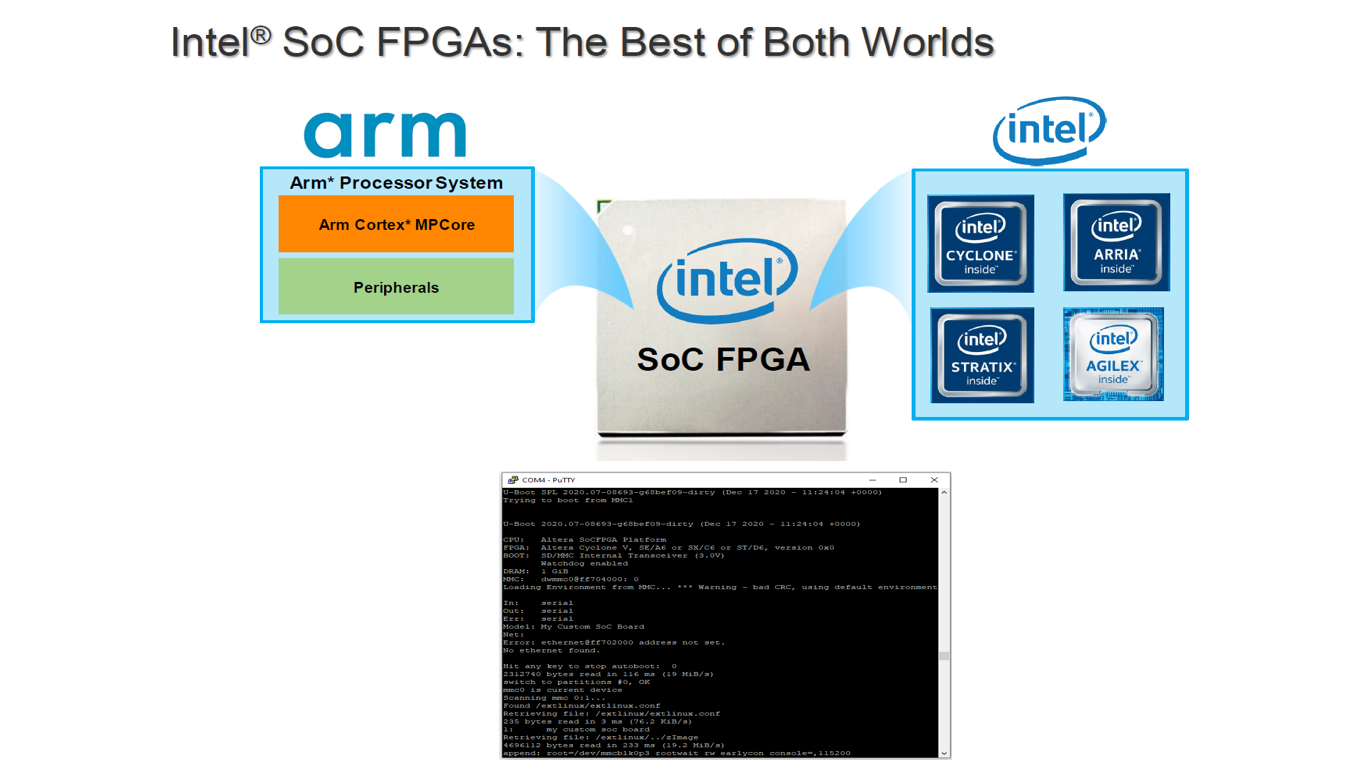 Intel® SoC FPGAs: The Best of Both Worlds
arm
Arm* Processor System
Arm Cortex* MPCore
Peripherals
intel®
SoC FPGA
intel®
intel®
CYCLONE®
inside™
intel®
ARRIA®
inside™
intel®
STRATIX®
inside™
intel®
AGILEX™
inside™
COM4 - PuTTY
U-Boot SPL 2020.07-08693-g68bef09-dirty (Dec 17 2020 - 11:24:04 +0000)
Trying to boot from MMC1
U-Boot 2020.07-08693-g68bef09-dirty (Dec 17 2020 - 11:24:04 +0000)
CPU: Altera SoCFPGA Platform
FPGA: Altera Cyclone V, SE/A6 or SX/C6 or ST/D6, version 0x0
BOOT: SD/MMC Internal Transceiver (3.0V)
Watchdog enabled
DRAM: 1 GiB
MMC: dwmmc0@ff704000: 0
Loading Environment from MMC... *** Warning - bad CRC, using default environment
In: serial
Out: serial
Err: serial
Model: My Custom SoC Board
Net:
Error: ethernet@ff702000 address not set.
No ethernet found.
Hit any key to stop autoboot: 0
2312740 bytes read in 116 ms (19 MiB/s)
switch to partitions #0, OK
mmc0 is current device
Scanning mmc 0:1...
Found /extlinux/extlinux.conf
Retrieving file: /extlinux/extlinux.conf
235 bytes read in 3 ms (76.2 KiB/s)
1: my custom soc board
Retrieving file: /extlinux/../zImage
4696112 bytes read in 233 ms (19.2 MiB/s)
append: root=/dev/mmcblk0p3 rootwait rw earlycon console=,115200